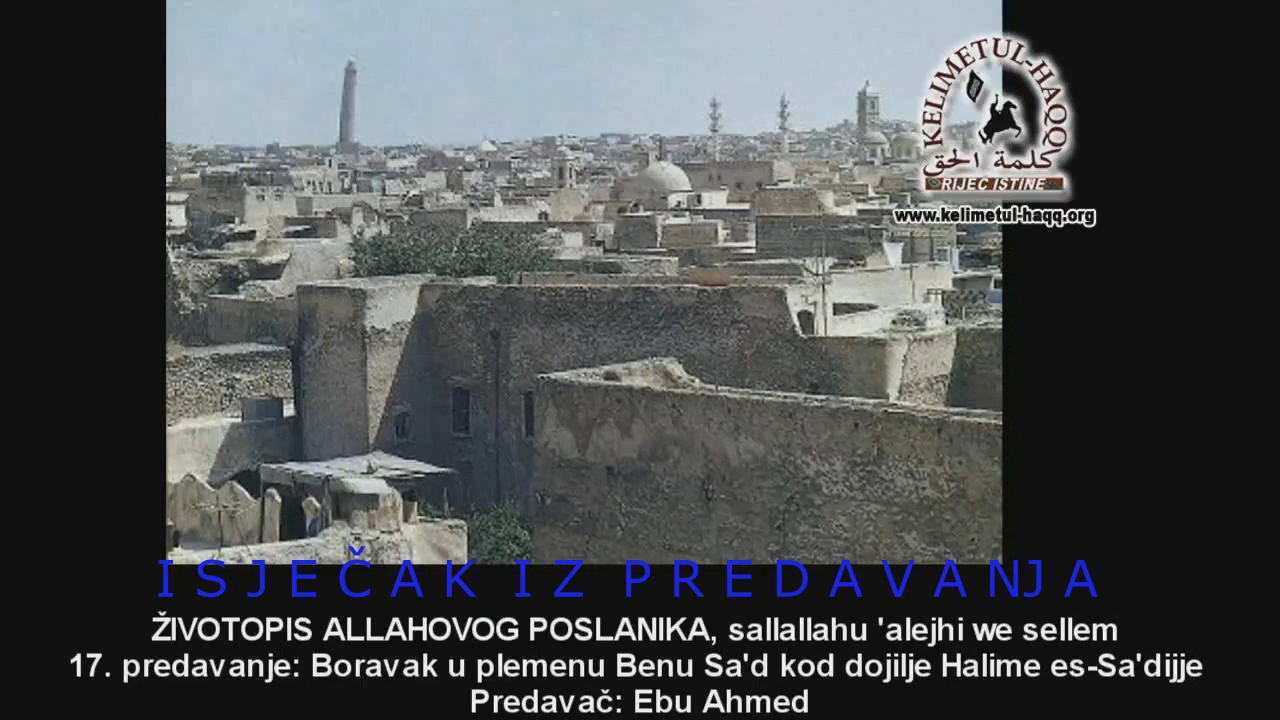 KELIMETUL-HAQQ
كلمة الحق
RIJEC ISTINE
www.kelimetul-haqq.org
ISJEČAK IZ PREDAVANJA
ŽIVOTOPIS ALLAHOVOG POSLANIKA, sallallahu 'alejhi we sellem
17. predavanje: Boravak u plemenu Benu Sa'd kod dojilje Halime es-Sa'dijje
Predavač: Ebu Ahmed